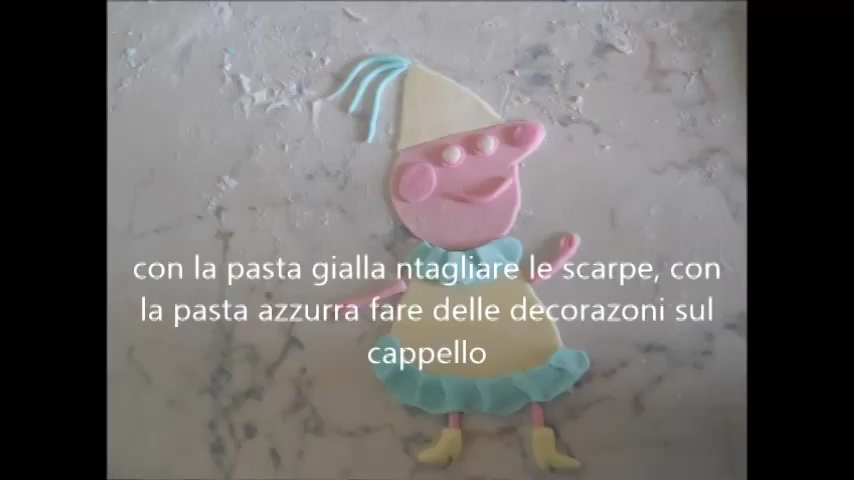 con la pasta gialla ntagliare le scarpe, con
la pasta azzurra fare delle decorazoni sul
cappello